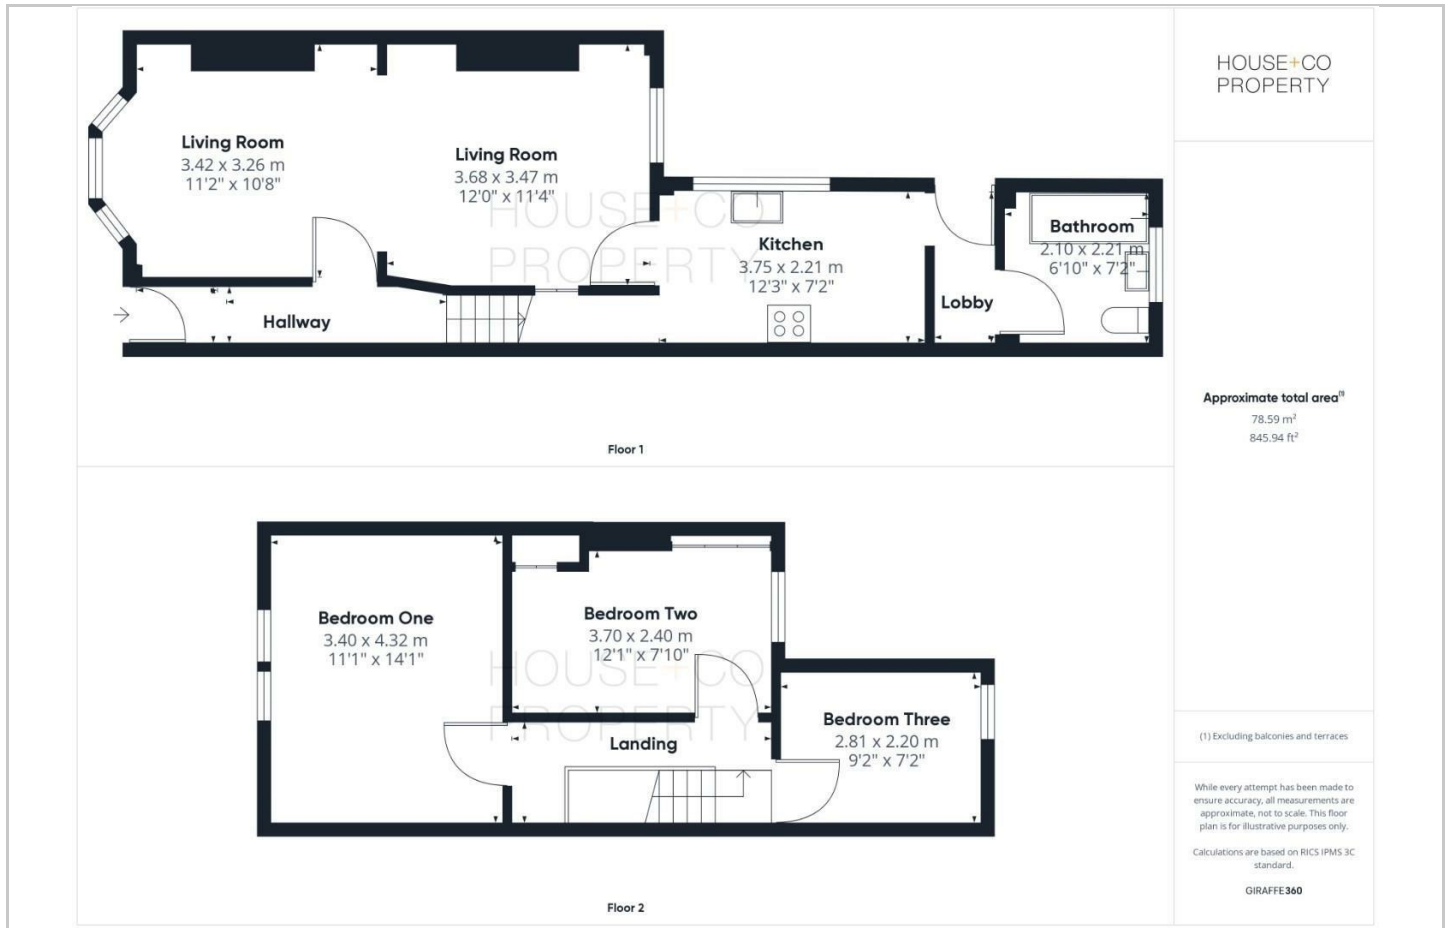 Living Room
3.42 x 3.26 m
11'2" x 10'8"
Living Room
3.68 x 3.47 m
12'0" x 11'4"
HOUSE+CO
PROPERTY
Kitchen
3.75 x 2.21 m
12'3" x 7'2"
Bathroom
2.10 x 2.21 m
6'10" x 7'2"
Lobby
Hallway
Floor 1
Bedroom One
3.40 x 4.32 m
11'1" x 14'1"
Bedroom Two
3.70 x 2.40 m
12'1" x 7'10"
HOUSE+CO
PROPERTY
Landing
Bedroom Three
2.81 x 2.20 m
9'2" x 7'2"
Floor 2
HOUSE+CO
PROPERTY
Approximate total area(1)
78.59 m²
845.94 ft²
(1) Excluding balconies and terraces
While every attempt has been made to
ensure accuracy, all measurements are
approximate, not to scale. This floor
plan is for illustrative purposes only.
Calculations are based on RICS IPMS 3C
standard.
GIRAFFE360